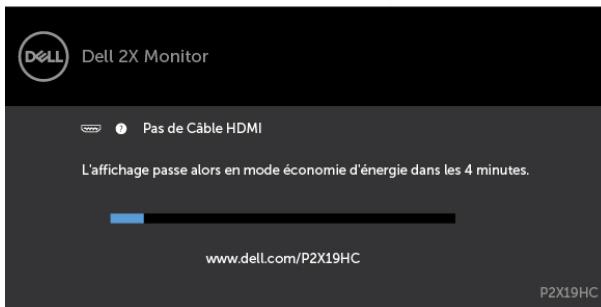 DELL
Dell 2X Monitor
? Pas de Câble HDMI
L'affichage passe alors en mode économie d'énergie dans les 4 minutes.
www.dell.com/P2X19HC
P2X19HC